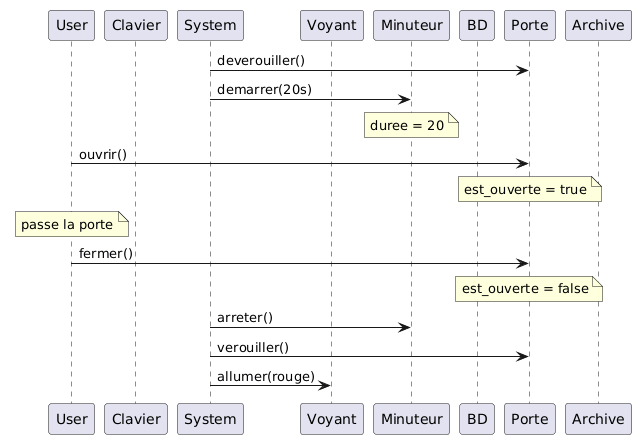 User Clavier System Voyant Minuteur BD Porte Archive
deverouiller()
demarrer(20s)
duree = 20
ouvrir()
est_ouverte = true
passe la porte
fermer()
est_ouverte = false
arreter()
verouiller()
allumer(rouge)
User Clavier System Voyant Minuteur BD Porte Archive